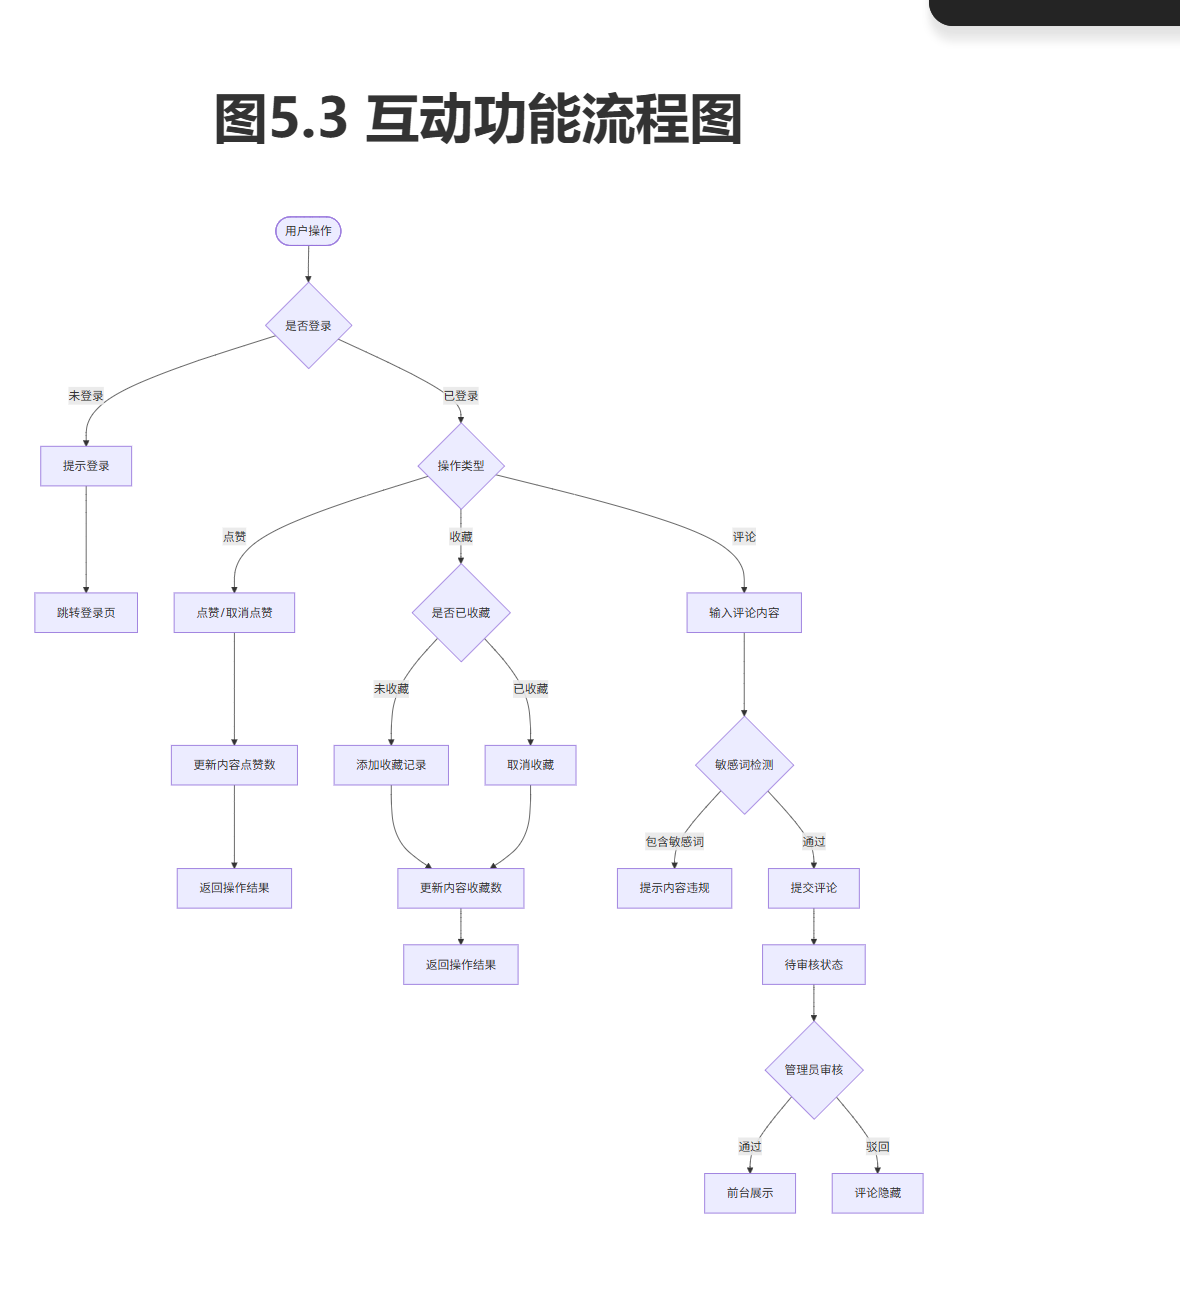 图5.3 互动功能流程图
用户操作
是否登录
未登录
已登录
提示登录
操作类型
点赞
收藏
评论
跳转登录页
点赞/取消点赞
是否已收藏
输入评论内容
未收藏
已收藏
更新内容点赞数
添加收藏记录
取消收藏
敏感词检测
包含敏感词
通过
返回操作结果
更新内容收藏数
提示内容违规
提交评论
返回操作结果
待审核状态
管理员审核
通过
驳回
前台展示
评论隐藏